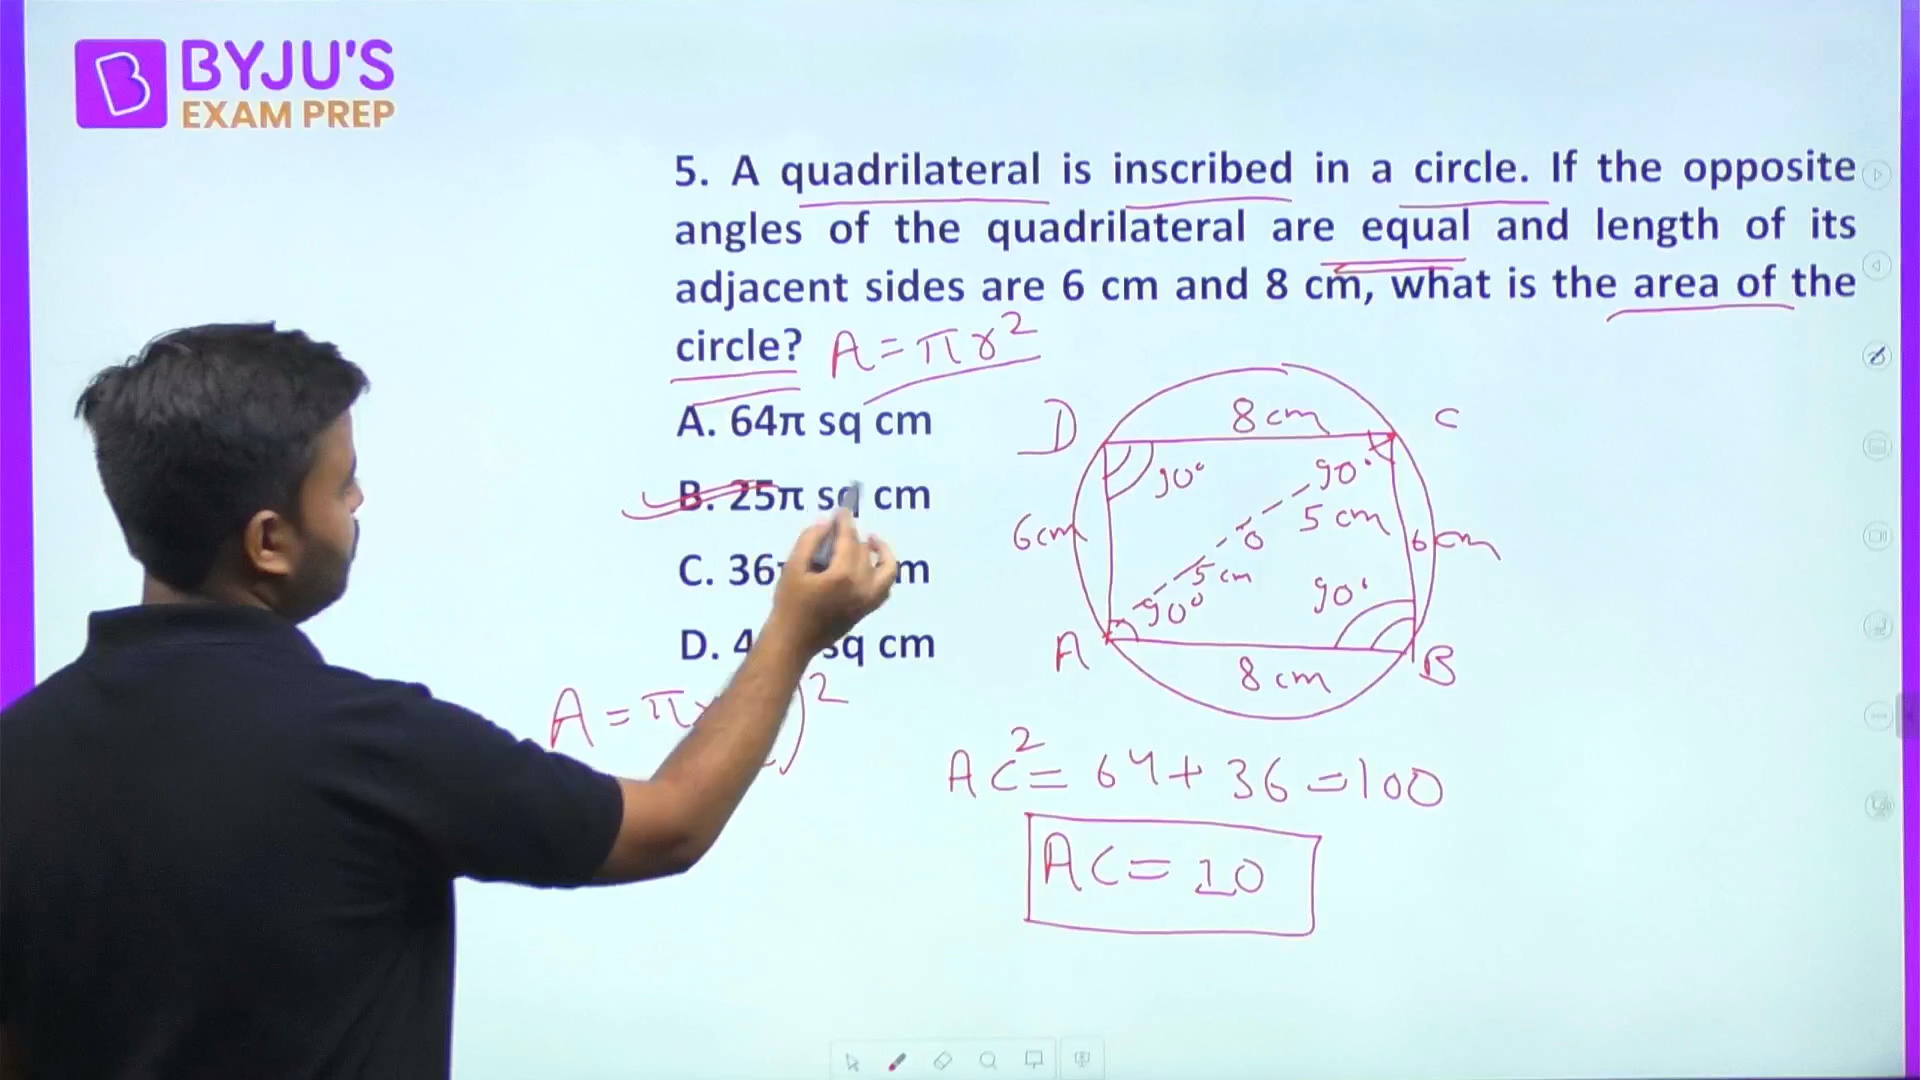 BYJU'S
EXAM PREP
5. A quadrilateral is inscribed in a circle. If the opposite
angles of the quadrilateral are equal and length of its
adjacent sides are 6 cm and 8 cm, what is the area of the
circle? A = πr²
A. 64π sq cm
B. 25π sq cm
C. 36
D. 4 sq cm
A = π )²
D 8 cm C
90° 90°
6cm 5 cm 6 cm
O
5 cm
90° 90°
A 8 cm B
AC² = 64 + 36 = 100
AC = 10